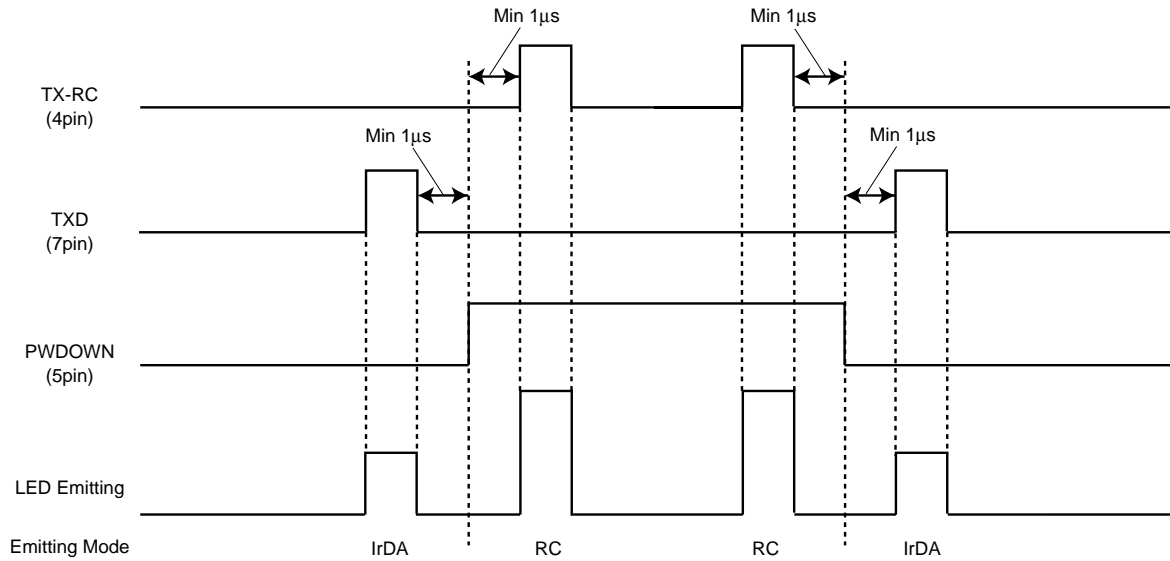 Min 1μs
Min 1μs
TX-RC
(4pin)
Min 1μs
Min 1μs
TXD
(7pin)
PWDOWN
(5pin)
LED Emitting
Emitting Mode
IrDA
RC
RC
IrDA